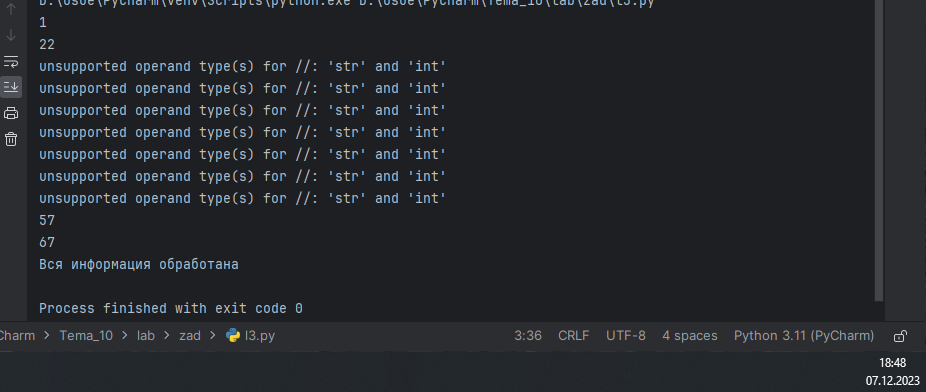 D:\Usoe\Pycharm\venv\Scripts\python.exe D:\Usoe\Pycharm\Tema_10\lab\zad\l3.py
1
22
unsupported operand type(s) for //: 'str' and 'int'
unsupported operand type(s) for //: 'str' and 'int'
unsupported operand type(s) for //: 'str' and 'int'
unsupported operand type(s) for //: 'str' and 'int'
unsupported operand type(s) for //: 'str' and 'int'
unsupported operand type(s) for //: 'str' and 'int'
unsupported operand type(s) for //: 'str' and 'int'
57
67
Вся информация обработана
Process finished with exit code 0
Charm > Tema_10 > lab > zad > l3.py 3:36 CRLF UTF-8 4 spaces Python 3.11 (PyCharm)
18:48
07.12.2023